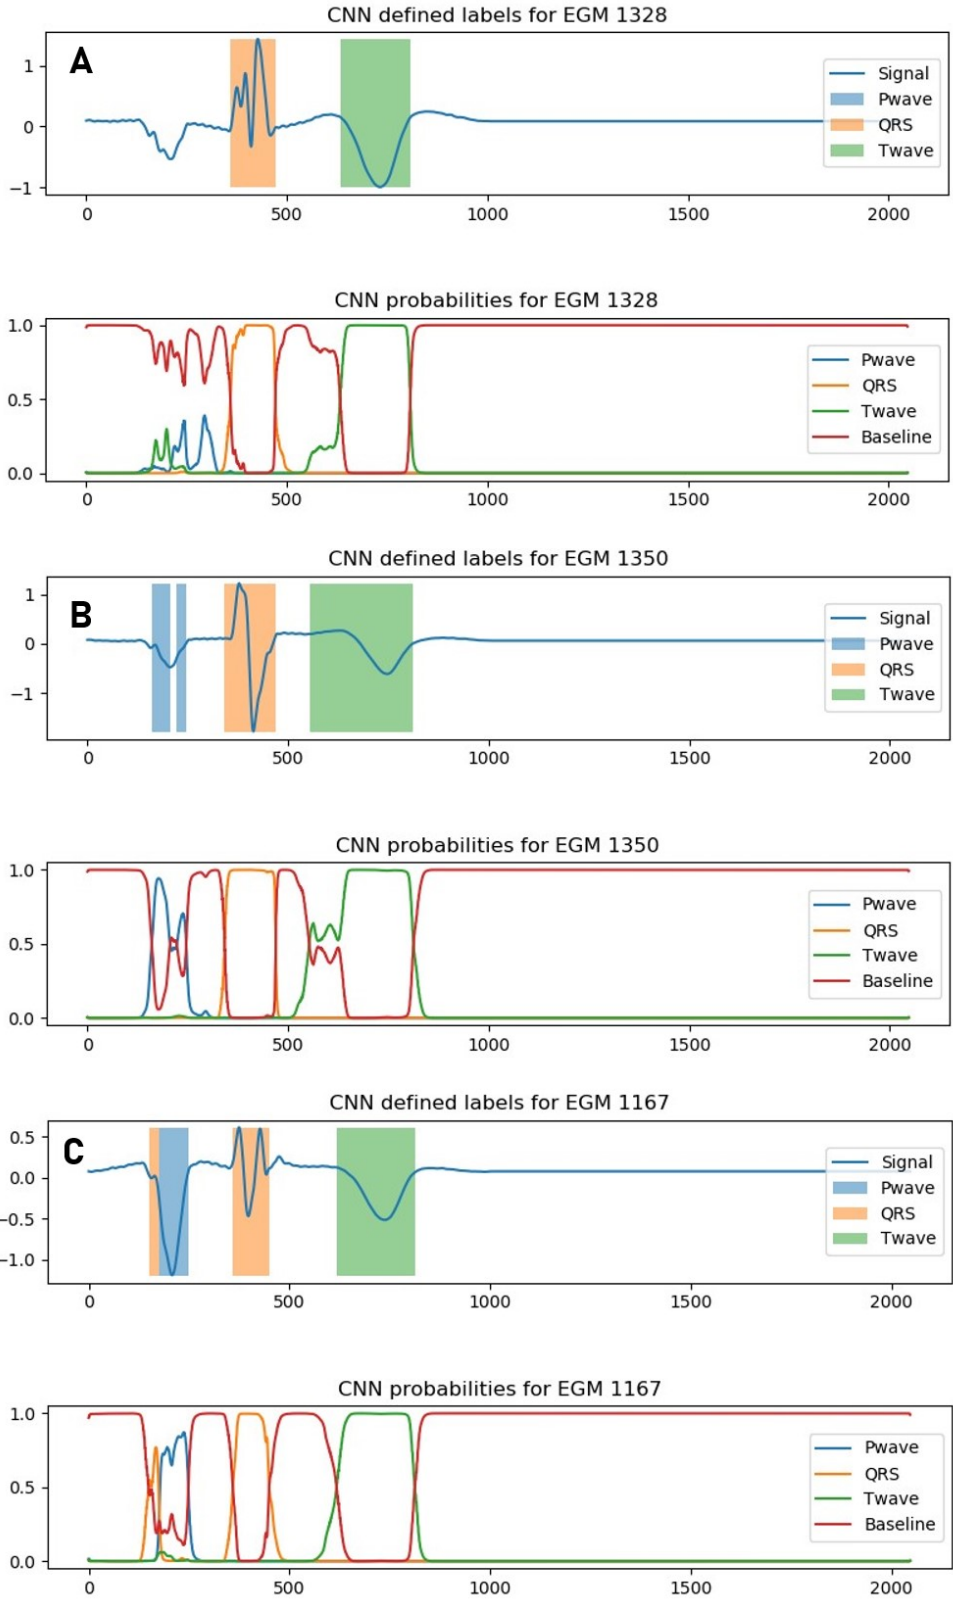 CNN defined labels for EGM 1328
A
1
0
−1
Signal
Pwave
QRS
Twave
0 500 1000 1500 2000
CNN probabilities for EGM 1328
1.0
0.5
0.0
Pwave
QRS
Twave
Baseline
0 500 1000 1500 2000
CNN defined labels for EGM 1350
B
1
0
−1
Signal
Pwave
QRS
Twave
0 500 1000 1500 2000
CNN probabilities for EGM 1350
1.0
0.5
0.0
Pwave
QRS
Twave
Baseline
0 500 1000 1500 2000
CNN defined labels for EGM 1167
C
0.5
0.0
−0.5
−1.0
Signal
Pwave
QRS
Twave
0 500 1000 1500 2000
CNN probabilities for EGM 1167
1.0
0.5
0.0
Pwave
QRS
Twave
Baseline
0 500 1000 1500 2000